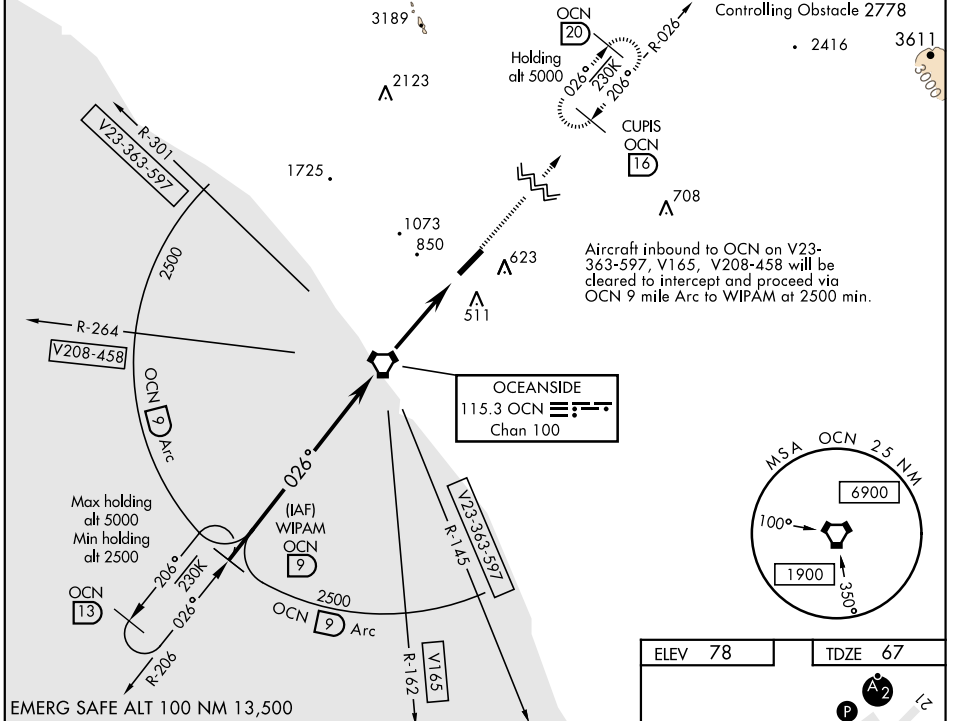 3189
OCN
20
Controlling Obstacle 2778
R-026
2416
3611
3000
Holding
alt 5000
026°
230K
206°
2123
CUPIS
OCN
16
R-301
V23-363-597
1725
708
1073
850
623
511
2500
Aircraft inbound to OCN on V23-
363-597, V165, V208-458 will be
cleared to intercept and proceed via
OCN 9 mile Arc to WIPAM at 2500 min.
R-264
V208-458
OCN 9 Arc
OCEANSIDE
115.3 OCN
Chan 100
026°
MSA OCN 25 NM
6900
100°
1900
350°
Max holding
alt 5000
Min holding
alt 2500
(IAF)
WIPAM
OCN
9
V23-363-597
R-145
206°
230K
026°
OCN
13
2500
OCN 9 Arc
R-206
R-162
V165
ELEV 78
TDZE 67
A2
P
21
EMERG SAFE ALT 100 NM 13,500